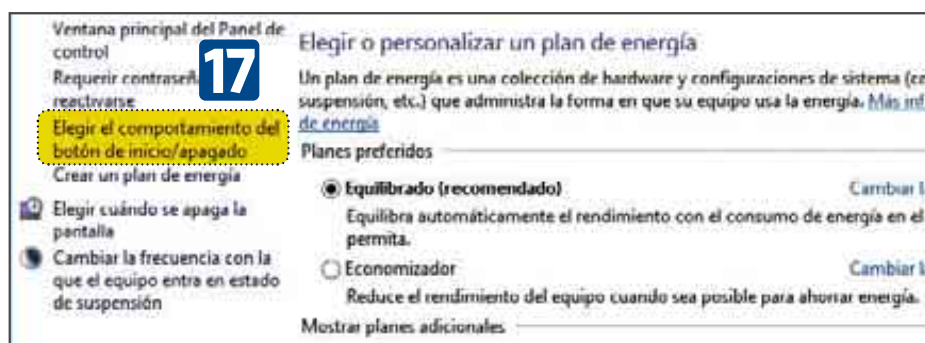 Ventana principal del Panel de
control
Requerir contraseña
reactivarse
17
Elegir el comportamiento del
botón de inicio/apagado
Crear un plan de energía
Elegir cuándo se apaga la
pantalla
Cambiar la frecuencia con la
que el equipo entra en estado
de suspensión
Elegir o personalizar un plan de energía
Un plan de energía es una colección de hardware y configuraciones de sistema (co
suspensión, etc.) que administra la forma en que su equipo usa la energía. Más inf
de energía
Planes preferidos
Equilibrado (recomendado)
Cambiar l
Equilibra automáticamente el rendimiento con el consumo de energía en el
permita.
Economizador
Cambiar l
Reduce el rendimiento del equipo cuando sea posible para ahorrar energía.
Mostrar planes adicionales